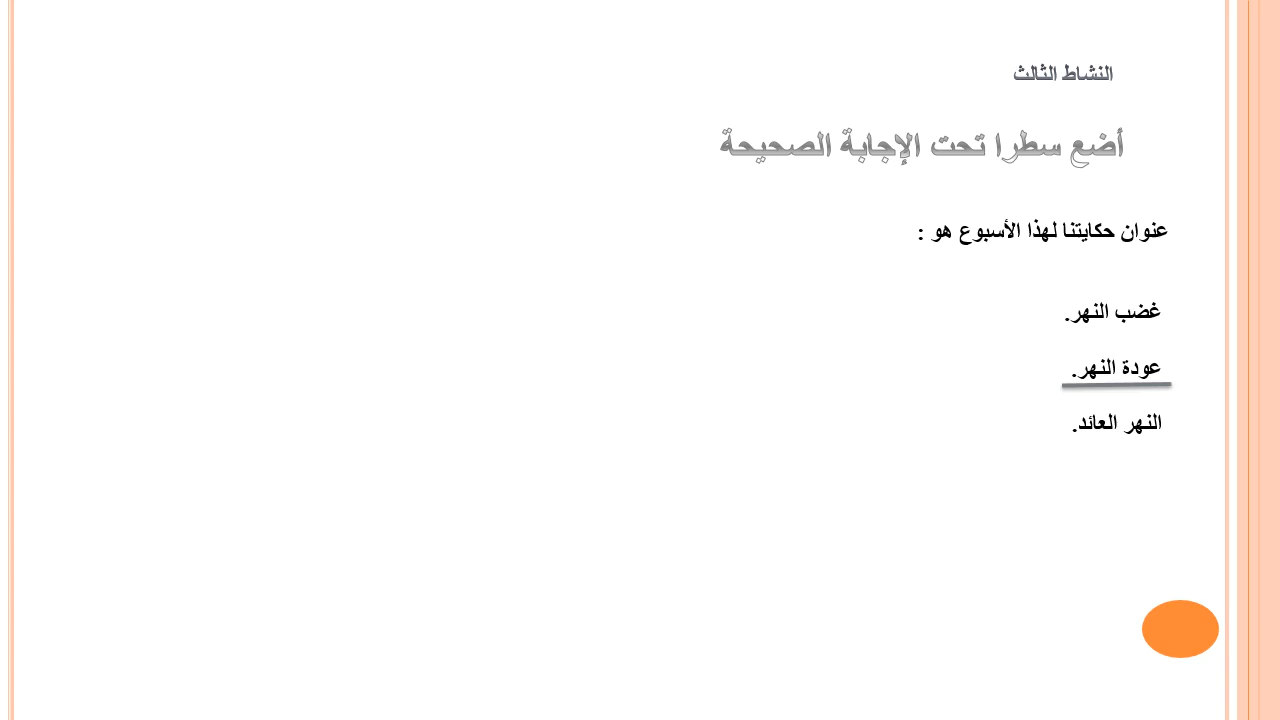 النشاط الثالث
أضع سطرا تحت الإجابة الصحيحة
عنوان حكايتنا لهذا الأسبوع هو :
غضب النهر.
عودة النهر.
النهر العائد.